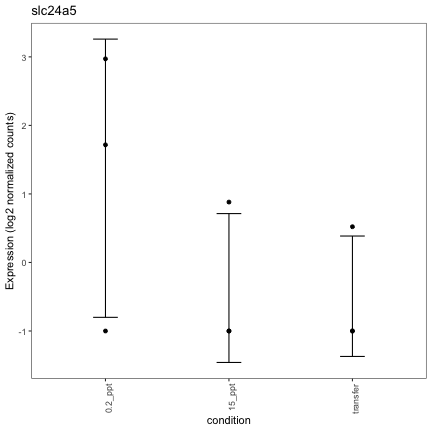 slc24a5
Expression (log2 normalized counts)
3
2
1
0
-1
0.2_ppt
15_ppt
transfer
condition